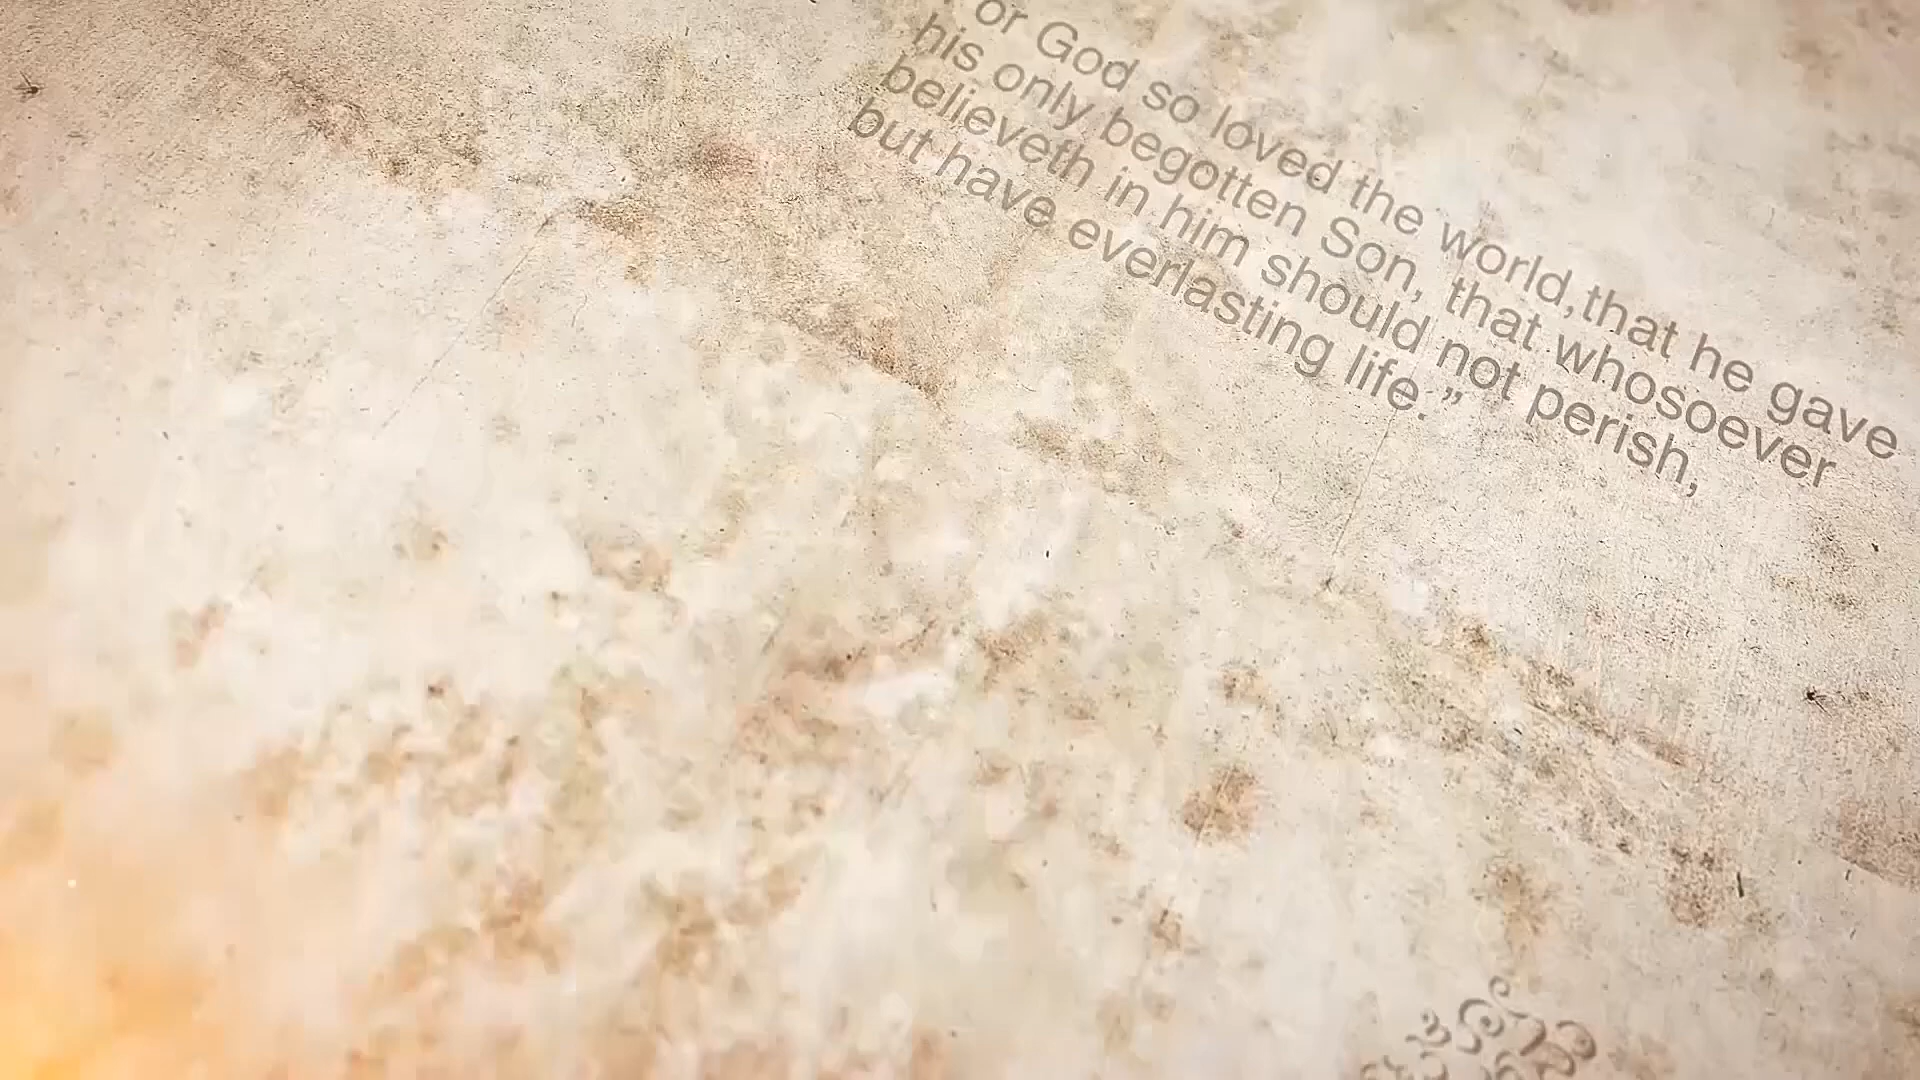 or God so loved the world, that he gave
his only begotten Son, that whosoever
believeth in him should not perish,
but have everlasting life.”